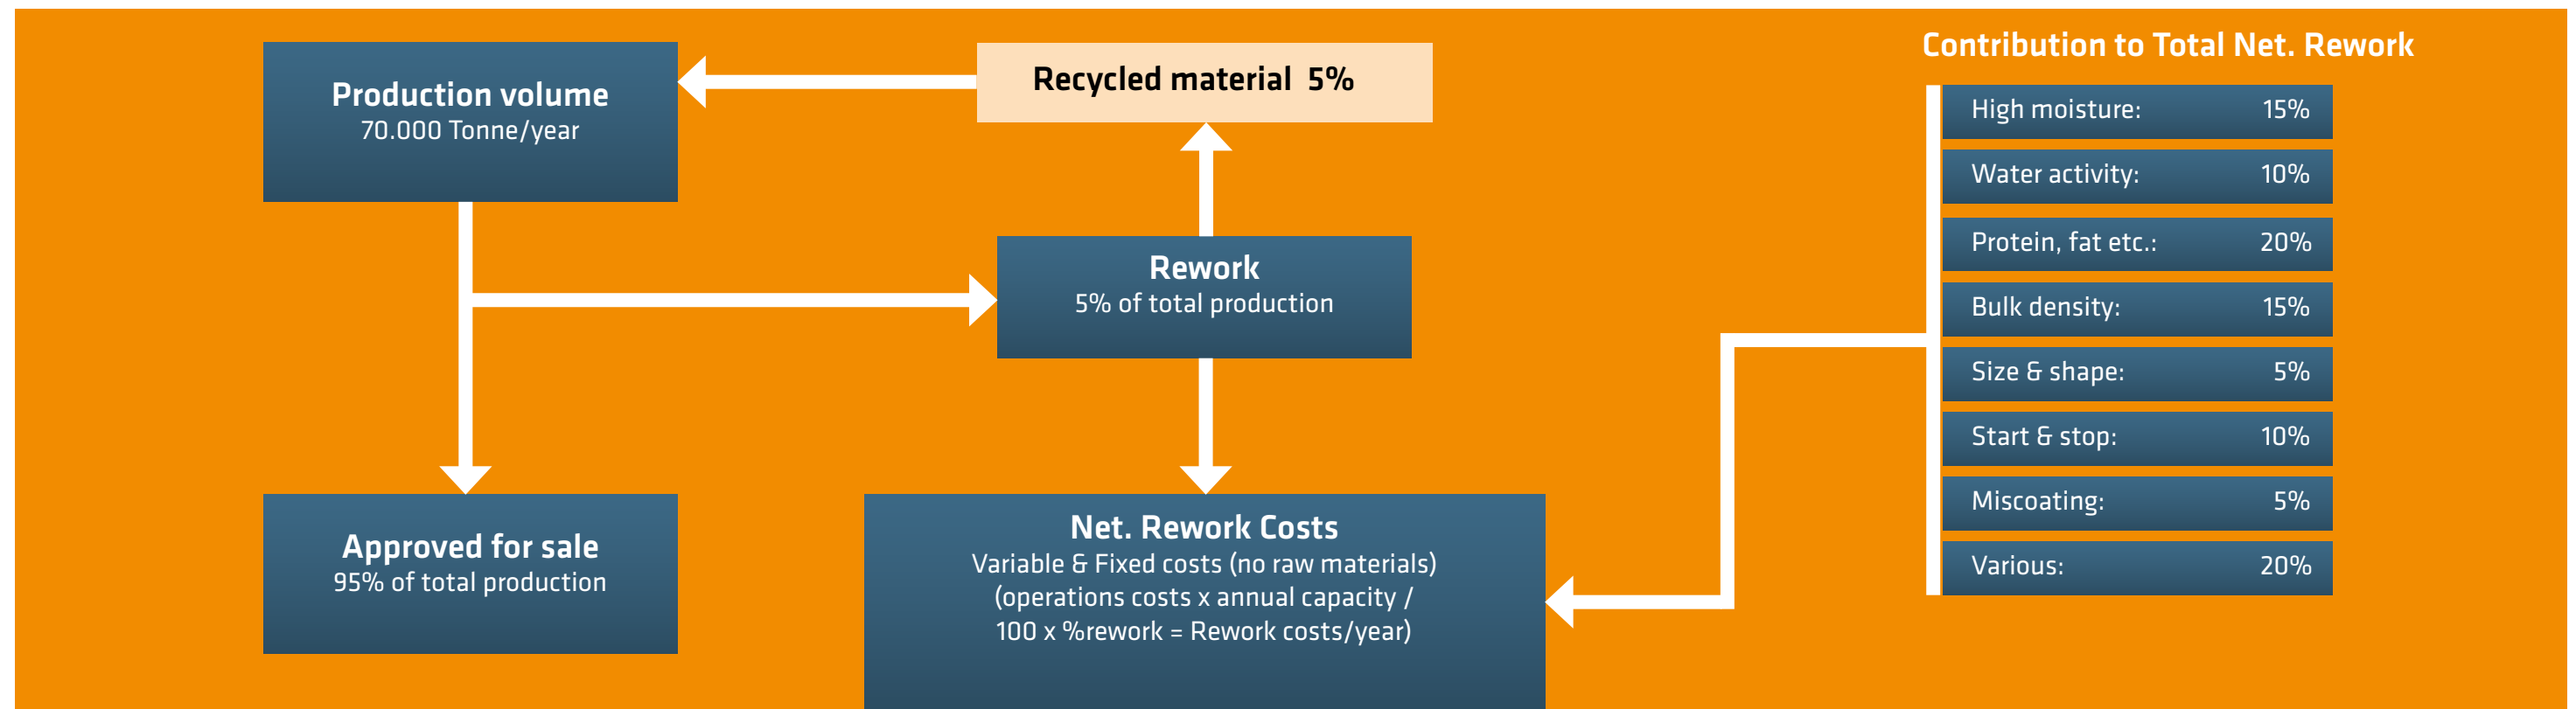 Production volume
70.000 Tonne/year
Recycled material 5%
Rework
5% of total production
Approved for sale
95% of total production
Net. Rework Costs
Variable & Fixed costs (no raw materials)
(operations costs x annual capacity /
100 x %rework = Rework costs/year)
Contribution to Total Net. Rework
High moisture: 15%
Water activity: 10%
Protein, fat etc.: 20%
Bulk density: 15%
Size & shape: 5%
Start & stop: 10%
Miscoating: 5%
Various: 20%